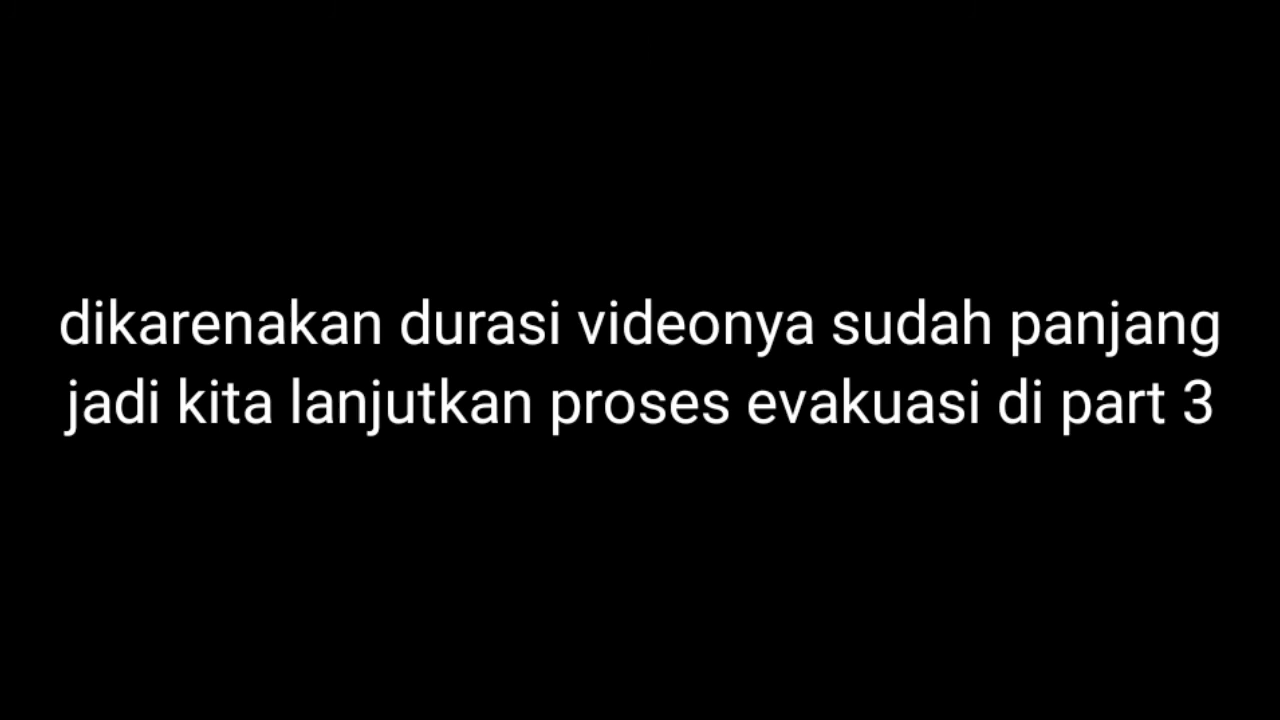 dikarenakan durasi videonya sudah panjang
jadi kita lanjutkan proses evakuasi di part 3